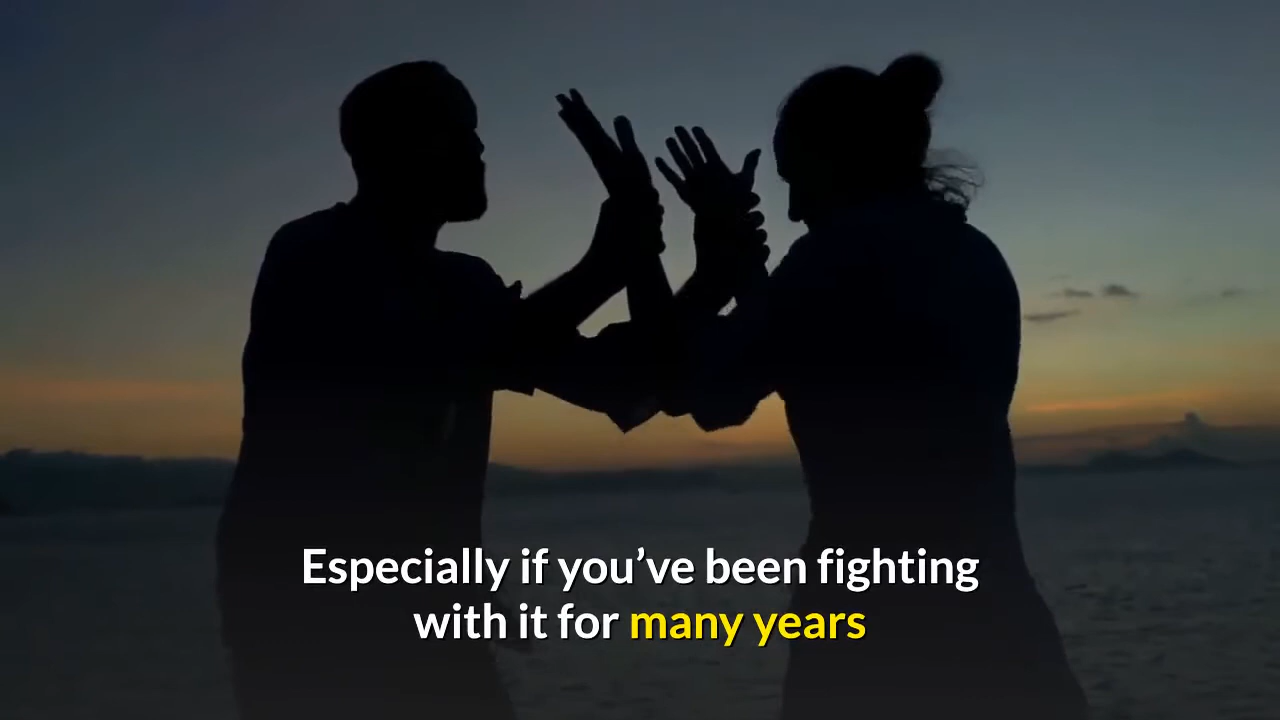 Especially if you’ve been fighting
with it for many years